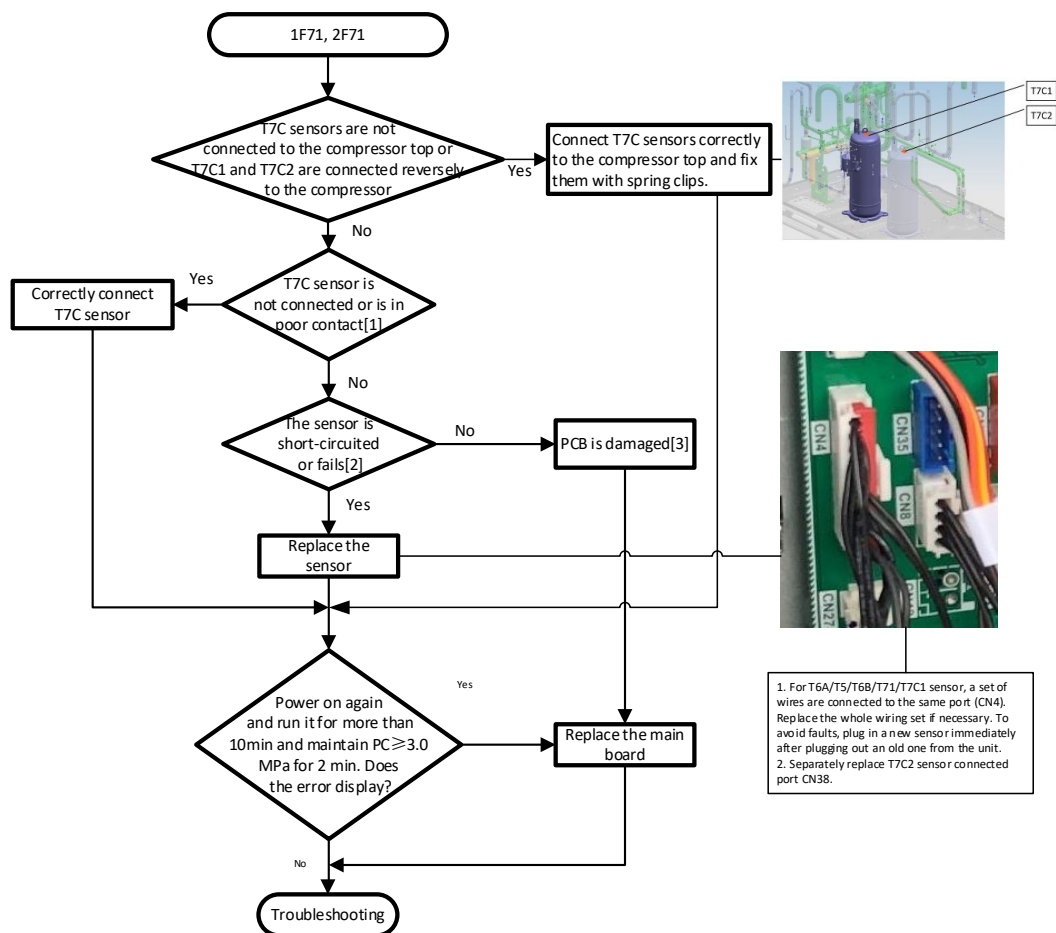 1F71, 2F71
T7C sensors are not
connected to the compressor top or
T7C1 and T7C2 are connected reversely
to the compressor
Yes
Connect T7C sensors correctly
to the compressor top and fix
them with spring clips.
T7C1
T7C2
No
Yes
Correctly connect
T7C sensor
T7C sensor is
not connected or is in
poor contact[1]
No
The sensor is
short-circuited
or fails[2]
No
PCB is damaged[3]
Yes
Replace the
sensor
CN4
CN35
CN8
CN27
Power on again
and run it for more than
10min and maintain PC≥3.0
MPa for 2 min. Does
the error display?
Yes
Replace the main
board
1. For T6A/T5/T6B/T71/T7C1 sensor, a set of
wires are connected to the same port (CN4).
Replace the whole wiring set if necessary. To
avoid faults, plug in a new sensor immediately
after plugging out an old one from the unit.
2. Separately replace T7C2 sensor connected
port CN38.
No
Troubleshooting